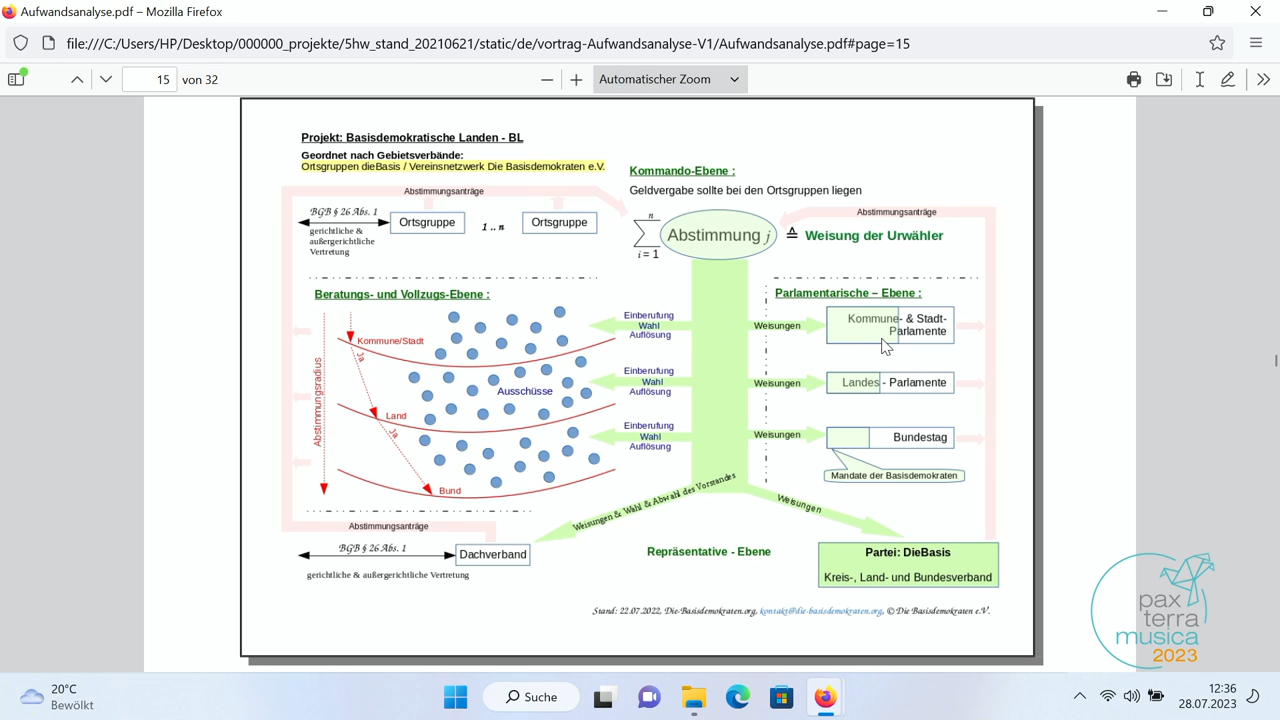 Aufwandsanalyse.pdf – Mozilla Firefox
file:///C:/Users/HP/Desktop/000000_projekte/5hw_stand_20210621/static/de/vortrag-Aufwandsanalyse-V1/Aufwandsanalyse.pdf#page=15
15 von 32
Automatischer Zoom
Projekt: Basisdemokratische Landen - BL
Geordnet nach Gebietsverbände:
Ortsgruppen dieBasis / Vereinsnetzwerk Die Basisdemokraten e.V.
Kommando-Ebene :
Geldvergabe sollte bei den Ortsgruppen liegen
Abstimmungsanträge
BGB § 26 Abs. 1
gerichtliche &
außergerichtliche
Vertretung
Ortsgruppe
1 .. n
Ortsgruppe
n
∑
i = 1
Abstimmung j
≙ Weisung der Urwähler
Abstimmungsanträge
Beratungs- und Vollzugs-Ebene :
Abstimmungsradius
Kommune/Stadt
Ja
Land
Ja
Bund
Ausschüsse
Einberufung
Wahl
Auflösung
Einberufung
Wahl
Auflösung
Einberufung
Wahl
Auflösung
Parlamentarische – Ebene :
Weisungen
Kommune- & Stadt-
Parlamente
Weisungen
Landes - Parlamente
Weisungen
Bundestag
Mandate der Basisdemokraten
Weisungen & Wahl & Abwahl des Vorstandes
Weisungen
Abstimmungsanträge
BGB § 26 Abs. 1
Dachverband
gerichtliche & außergerichtliche Vertretung
Repräsentative - Ebene
Partei: DieBasis
Kreis-, Land- und Bundesverband
Stand: 22.07.2022, Die-Basisdemokraten.org, kontakt@die-basisdemokraten.org, © Die Basisdemokraten e.V.
pax
terra
musica
2023
20°C
Bewölkt
Suche
12:36
28.07.2023